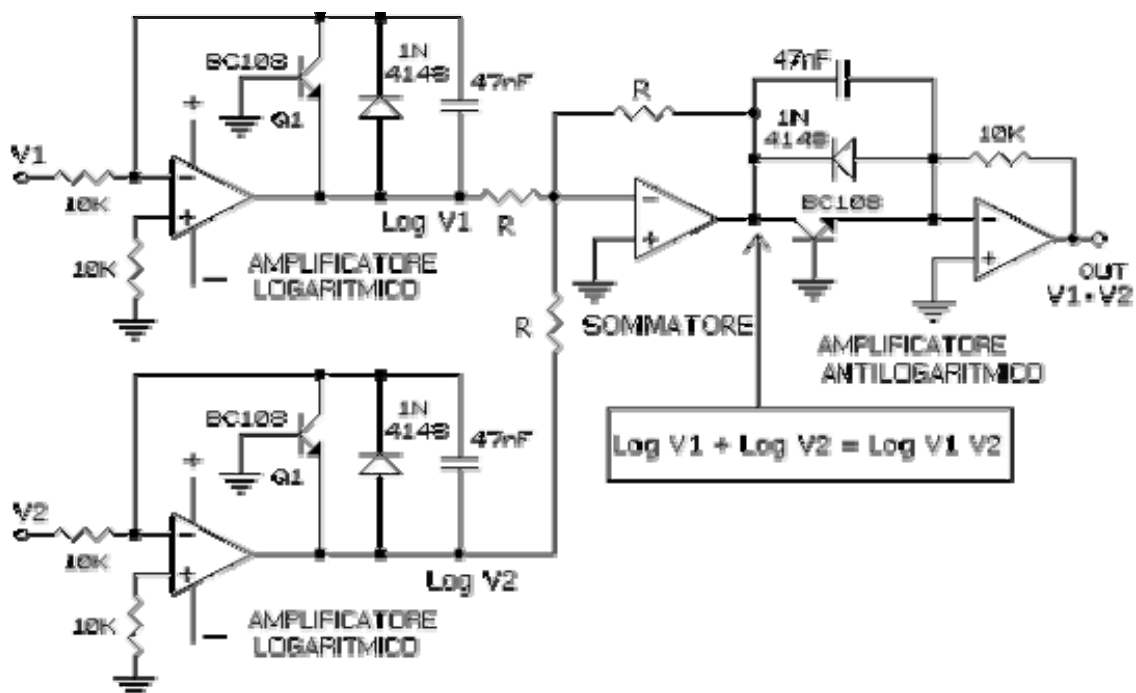 BC108
1N
4148
47nF
Q1
+
V1
10K
−
+
10K
−
Log V1
AMPLIFICATORE
LOGARITMICO
R
R
R
47nF
1N
4148
10K
BC108
−
+
SOMMATORE
−
+
OUT
V1·V2
AMPLIFICATORE
ANTILOGARITMICO
Log V1 + Log V2 = Log V1 V2
BC108
1N
4148
47nF
Q1
+
V2
10K
−
+
10K
−
Log V2
AMPLIFICATORE
LOGARITMICO